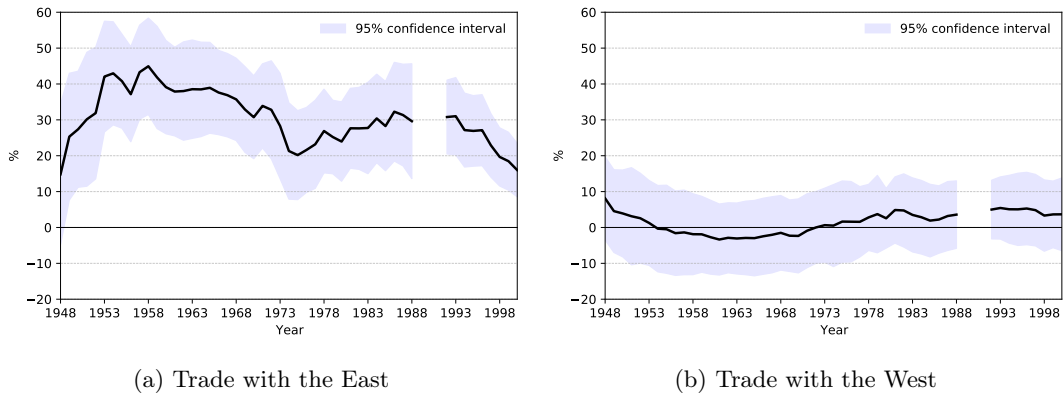 60
50
40
30
20
10
0
−10
−20
%
95% confidence interval
1948 1953 1958 1963 1968 1973 1978 1983 1988 1993 1998
Year
(a) Trade with the East
60
50
40
30
20
10
0
−10
−20
%
95% confidence interval
1948 1953 1958 1963 1968 1973 1978 1983 1988 1993 1998
Year
(b) Trade with the West